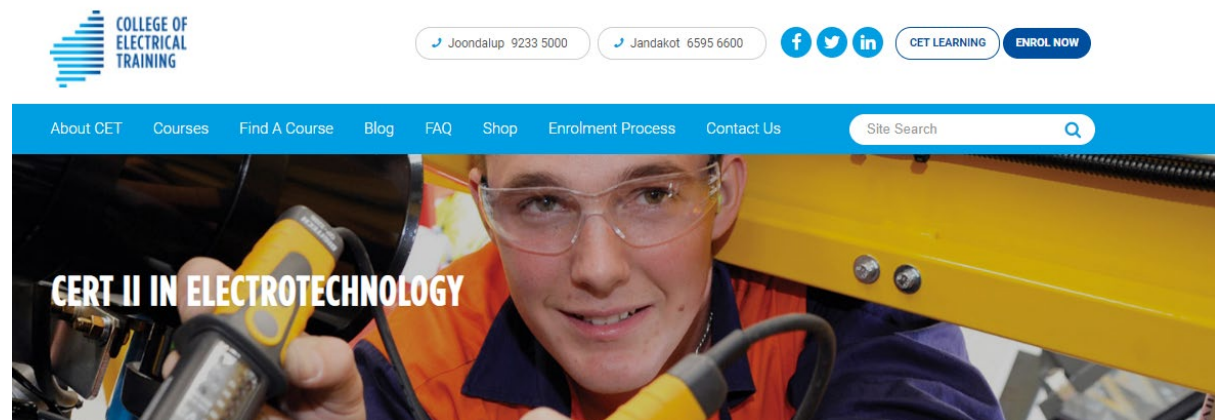 COLLEGE OF
ELECTRICAL
TRAINING
Joondalup 9233 5000
Jandakot 6595 6600
CET LEARNING
ENROL NOW
About CET
Courses
Find A Course
Blog
FAQ
Shop
Enrolment Process
Contact Us
Site Search
CERT II IN ELECTROTECHNOLOGY